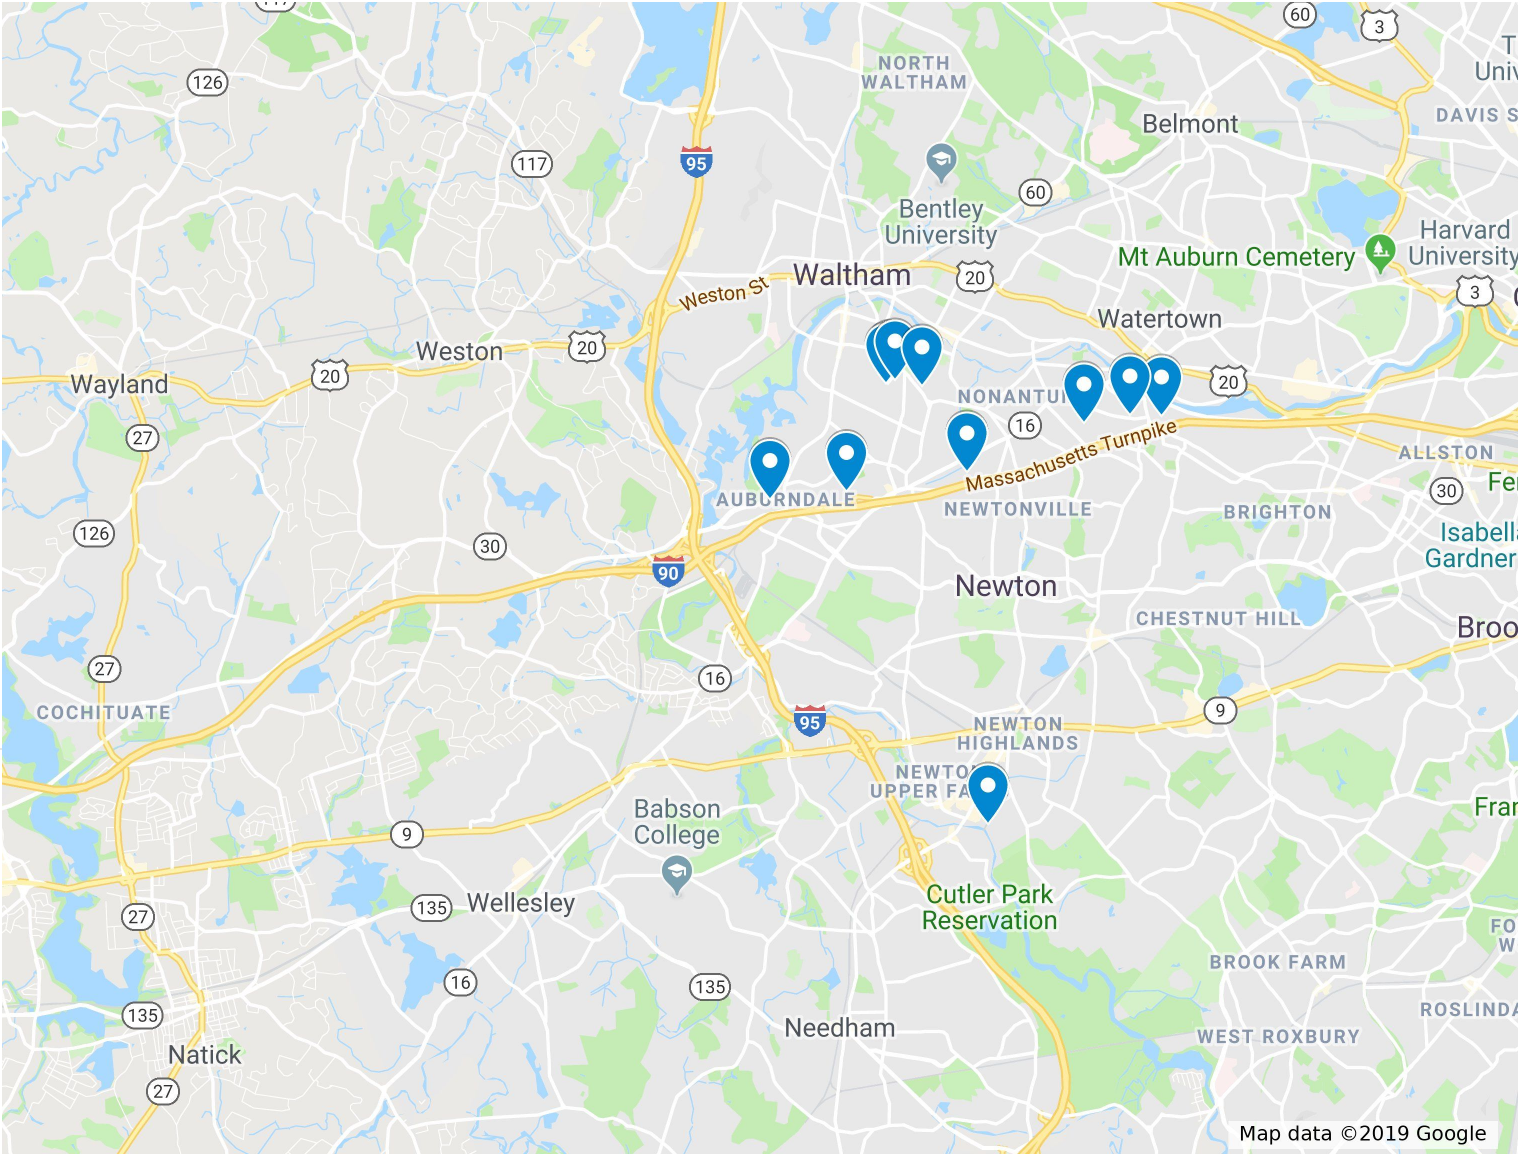 117
60
3
NORTH
WALTHAM
T
Univ
126
DAVIS S
Belmont
117
95
60
Bentley
University
Harvard
University
Mt Auburn Cemetery
Waltham
20
Weston St
3
Watertown
Weston
20
20
Wayland
20
NONANTU
16
27
Massachusetts Turnpike
ALLSTON
AUBURNDALE
30
Fe
NEWTONVILLE
BRIGHTON
126
Isabell
Gardner
30
90
Newton
CHESTNUT HILL
Broo
27
16
COCHITUATE
95
9
NEWTON
HIGHLANDS
NEWTO
UPPER FA
Babson
College
Fran
9
Cutler Park
Reservation
Wellesley
135
27
FO
W
BROOK FARM
16
135
135
ROSLINDA
Needham
WEST ROXBURY
Natick
27
Map data ©2019 Google